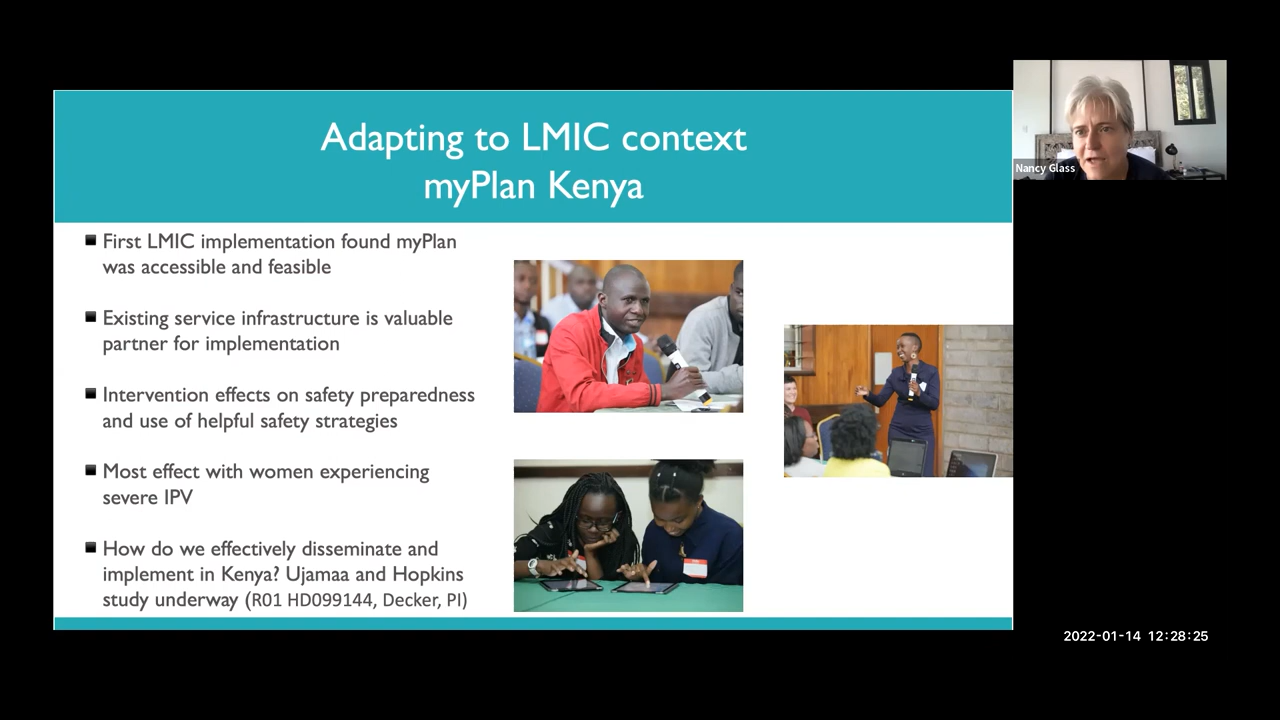 Adapting to LMIC context
myPlan Kenya
First LMIC implementation found myPlan
was accessible and feasible
Existing service infrastructure is valuable
partner for implementation
Intervention effects on safety preparedness
and use of helpful safety strategies
Most effect with women experiencing
severe IPV
How do we effectively disseminate and
implement in Kenya? Ujamaa and Hopkins
study underway (R01 HD099144, Decker, PI)
Nancy Glass
2022-01-14 12:28:25